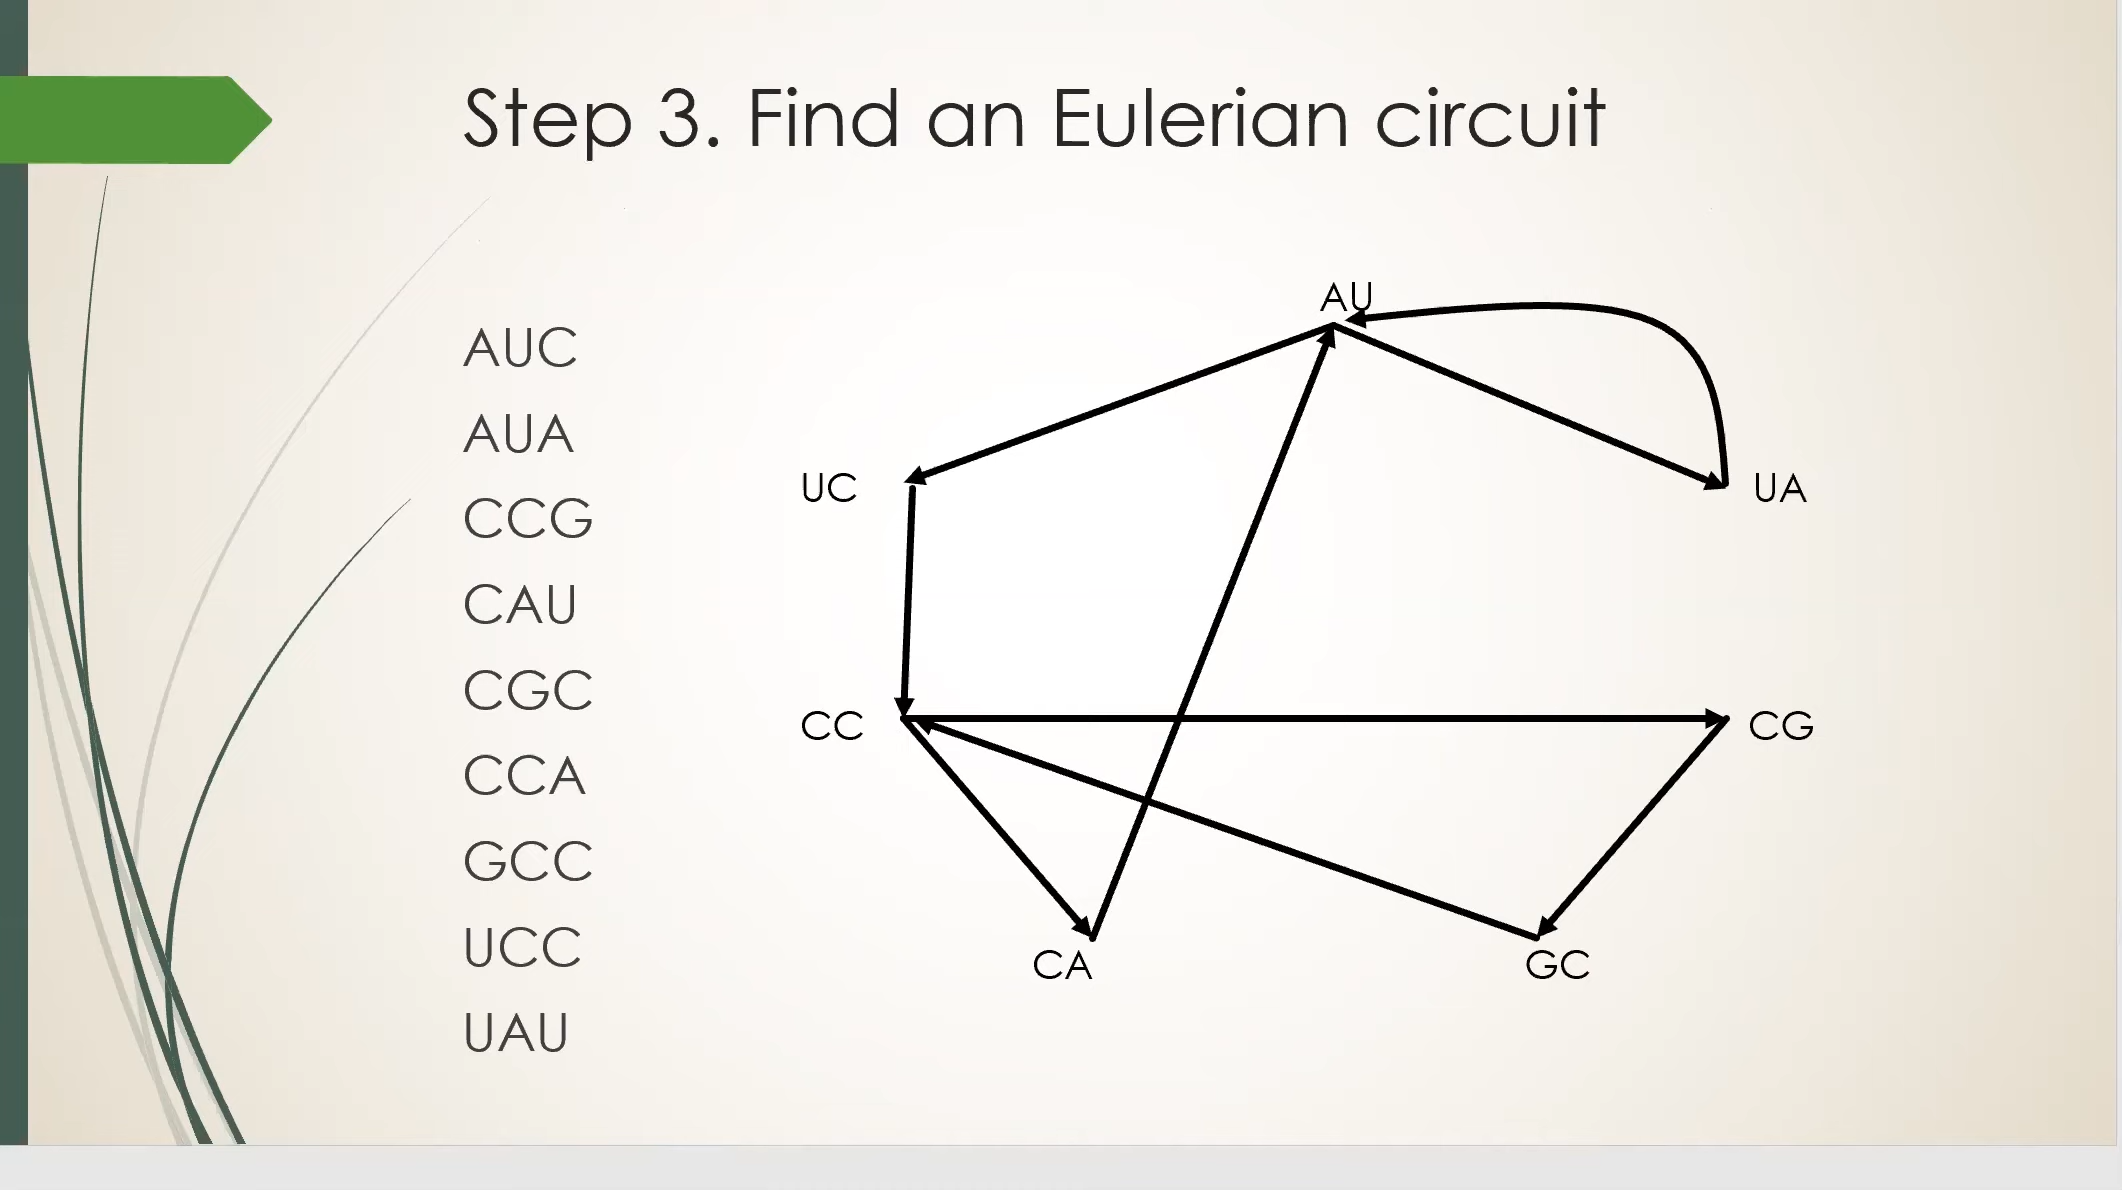 Step 3. Find an Eulerian circuit
AUC
AUA
CCG
CAU
CGC
CCA
GCC
UCC
UAU
AU
UC
UA
CC
CG
CA
GC